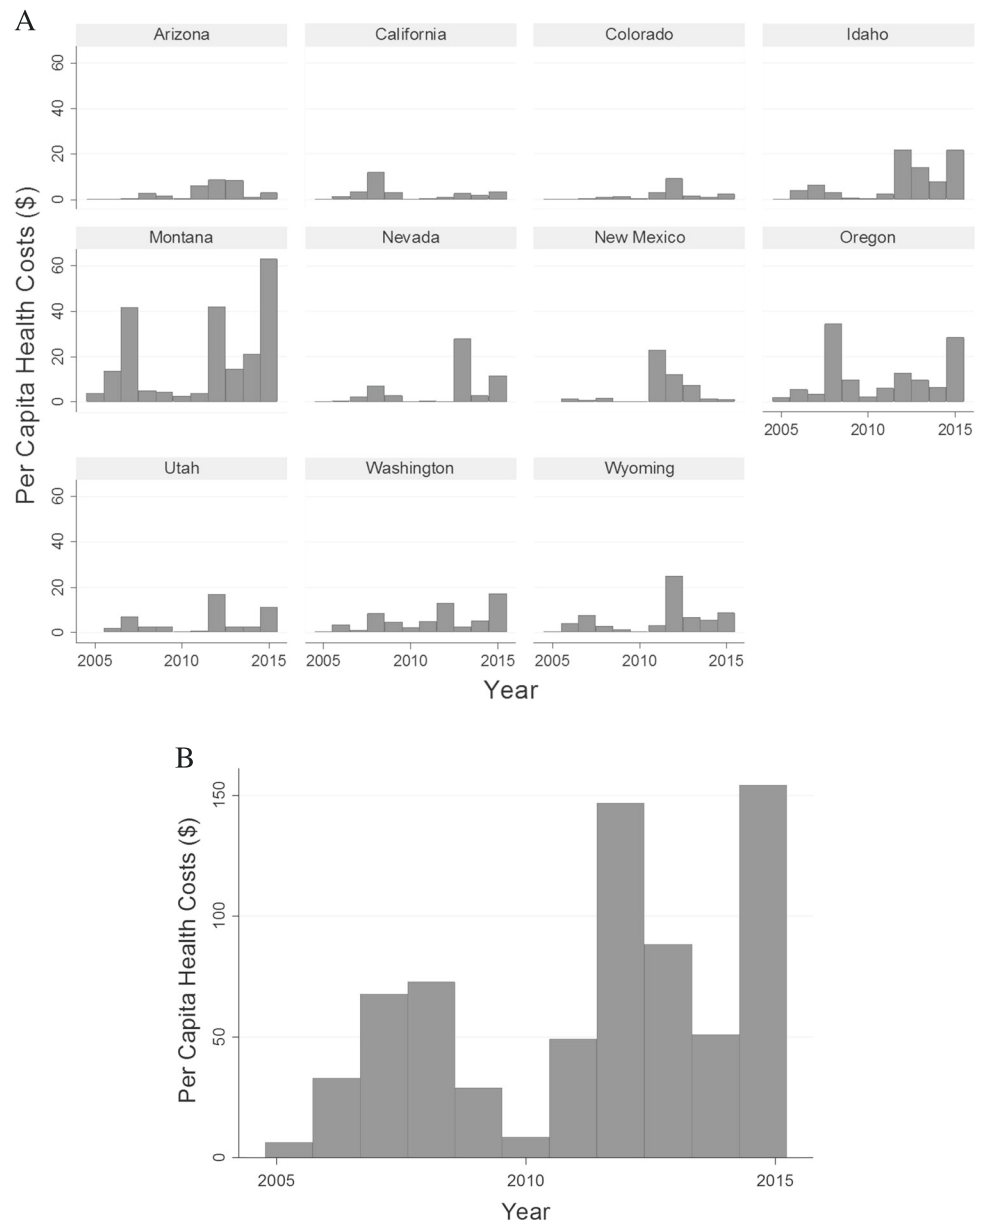 A
Arizona California Colorado Idaho
60
40
20
0
Montana Nevada New Mexico Oregon
60
40
20
0
2005 2010 2015
Utah Washington Wyoming
60
40
20
0
2005 2010 2015 2005 2010 2015 2005 2010 2015
Per Capita Health Costs ($)
Year
B
150
100
50
0
Per Capita Health Costs ($)
2005 2010 2015
Year